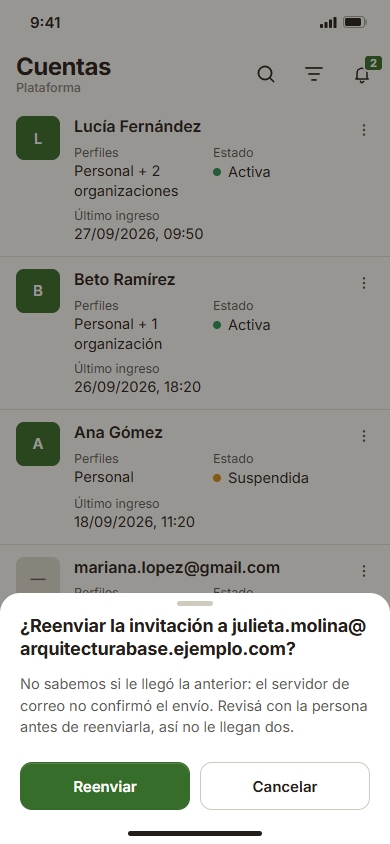 9:41
Cuentas
Plataforma
2
L
Lucía Fernández
Perfiles
Estado
Personal + 2
organizaciones
Activa
Último ingreso
27/09/2026, 09:50
B
Beto Ramírez
Perfiles
Estado
Personal + 1
organización
Activa
Último ingreso
26/09/2026, 18:20
A
Ana Gómez
Perfiles
Estado
Personal
Suspendida
Último ingreso
18/09/2026, 11:20
—
mariana.lopez@gmail.com
Perfiles
Estado
¿Reenviar la invitación a julieta.molina@
arquitecturabase.ejemplo.com?
No sabemos si le llegó la anterior: el servidor de
correo no confirmó el envío. Revisá con la persona
antes de reenviarla, así no le llegan dos.
Reenviar
Cancelar